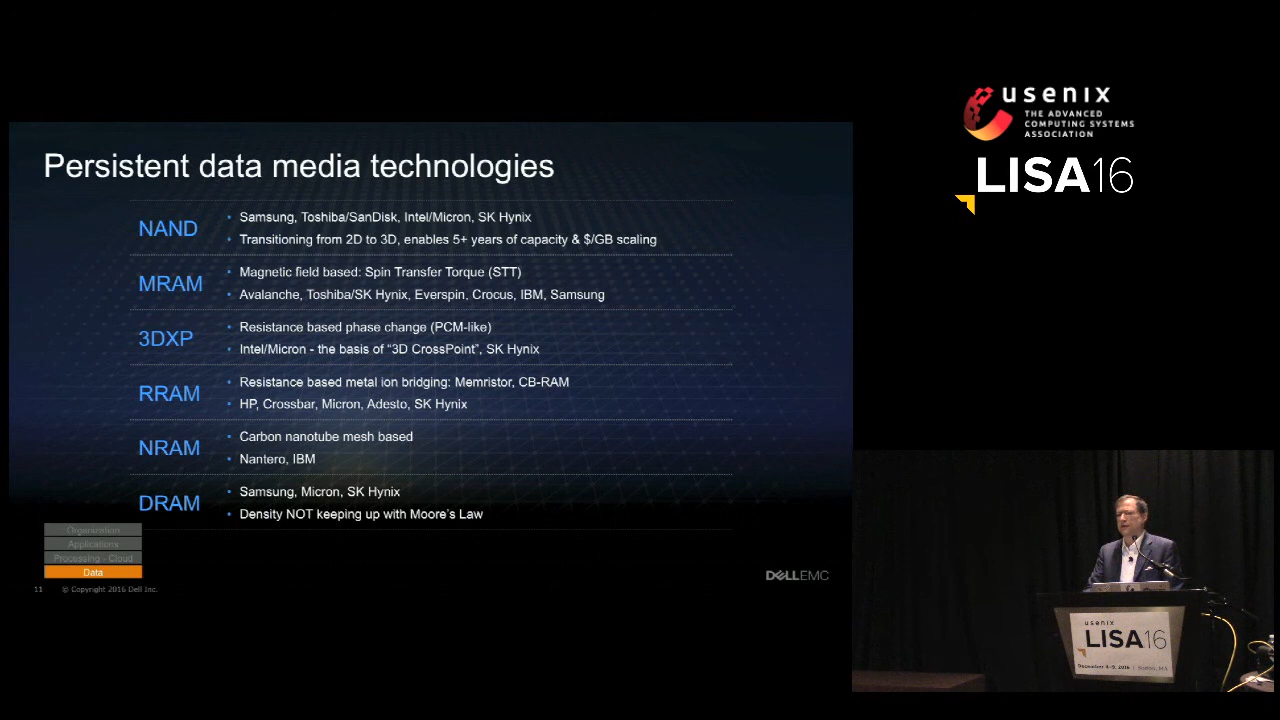 Persistent data media technologies
NAND
• Samsung, Toshiba/SanDisk, Intel/Micron, SK Hynix
• Transitioning from 2D to 3D, enables 5+ years of capacity & $/GB scaling
MRAM
• Magnetic field based: Spin Transfer Torque (STT)
• Avalanche, Toshiba/SK Hynix, Everspin, Crocus, IBM, Samsung
3DXP
• Resistance based phase change (PCM-like)
• Intel/Micron - the basis of “3D CrossPoint”, SK Hynix
RRAM
• Resistance based metal ion bridging: Memristor, CB-RAM
• HP, Crossbar, Micron, Adesto, SK Hynix
NRAM
• Carbon nanotube mesh based
• Nantero, IBM
DRAM
• Samsung, Micron, SK Hynix
• Density NOT keeping up with Moore’s Law
Organization
Applications
Processing - Cloud
Data
11 © Copyright 2016 Dell Inc.
DELLEMC
usenix
THE ADVANCED
COMPUTING SYSTEMS
ASSOCIATION
LISA16
usenix
LISA16
December 4–9, 2016